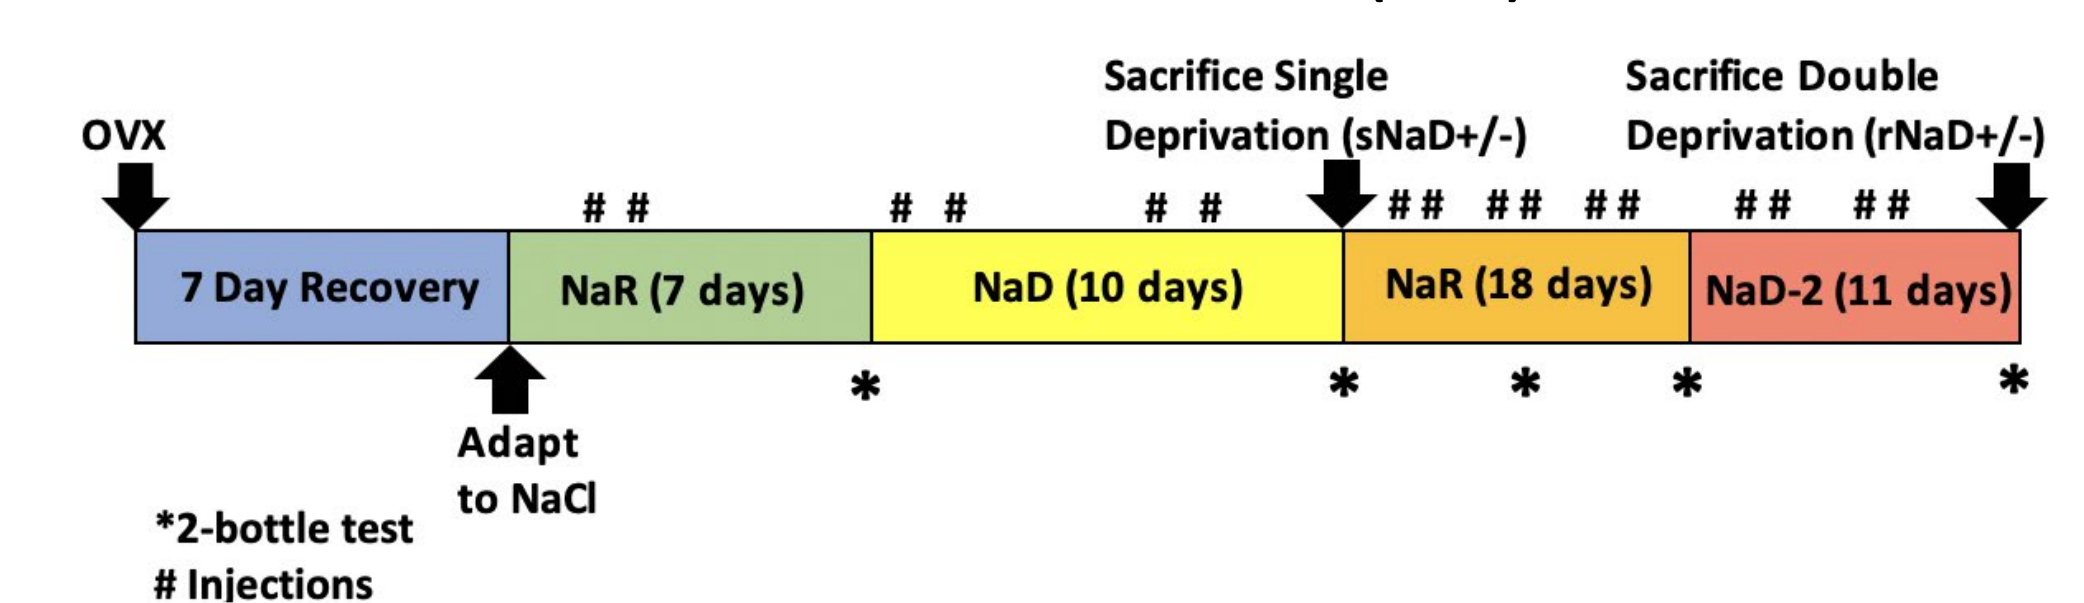 Sacrifice Single
Deprivation (sNaD+/-)
Sacrifice Double
Deprivation (rNaD+/-)
OVX
# # # # # # ## ## ## ## ##
7 Day Recovery
NaR (7 days)
NaD (10 days)
NaR (18 days)
NaD-2 (11 days)
* * * * *
Adapt
to NaCl
*2-bottle test
# Injections